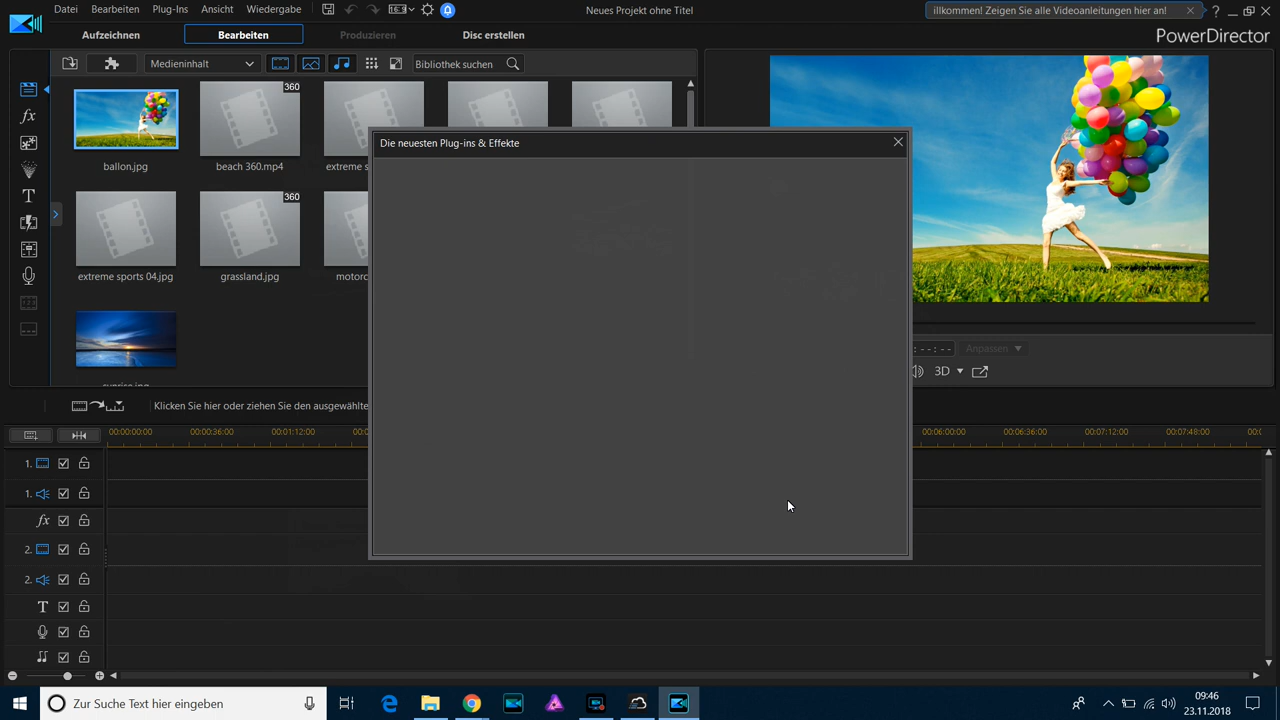 Datei Bearbeiten Plug-Ins Ansicht Wiedergabe
Neues Projekt ohne Titel
illkommen! Zeigen Sie alle Videoanleitungen hier an!
Aufzeichnen Bearbeiten Produzieren Disc erstellen
PowerDirector
Medieninhalt
Bibliothek suchen
360
ballon.jpg
beach 360.mp4
extreme s
360
extreme sports 04.jpg
grassland.jpg
motorc
Die neuesten Plug-ins & Effekte
--:-- Anpassen
3D
Klicken Sie hier oder ziehen Sie den ausgewählte
00:00:00:00 00:00:36:00 00:01:12:00 00:06:00:00 00:06:36:00 00:07:12:00 00:07:48:00
1.
1.
fx
2.
2.
T
Zur Suche Text hier eingeben
09:46
23.11.2018